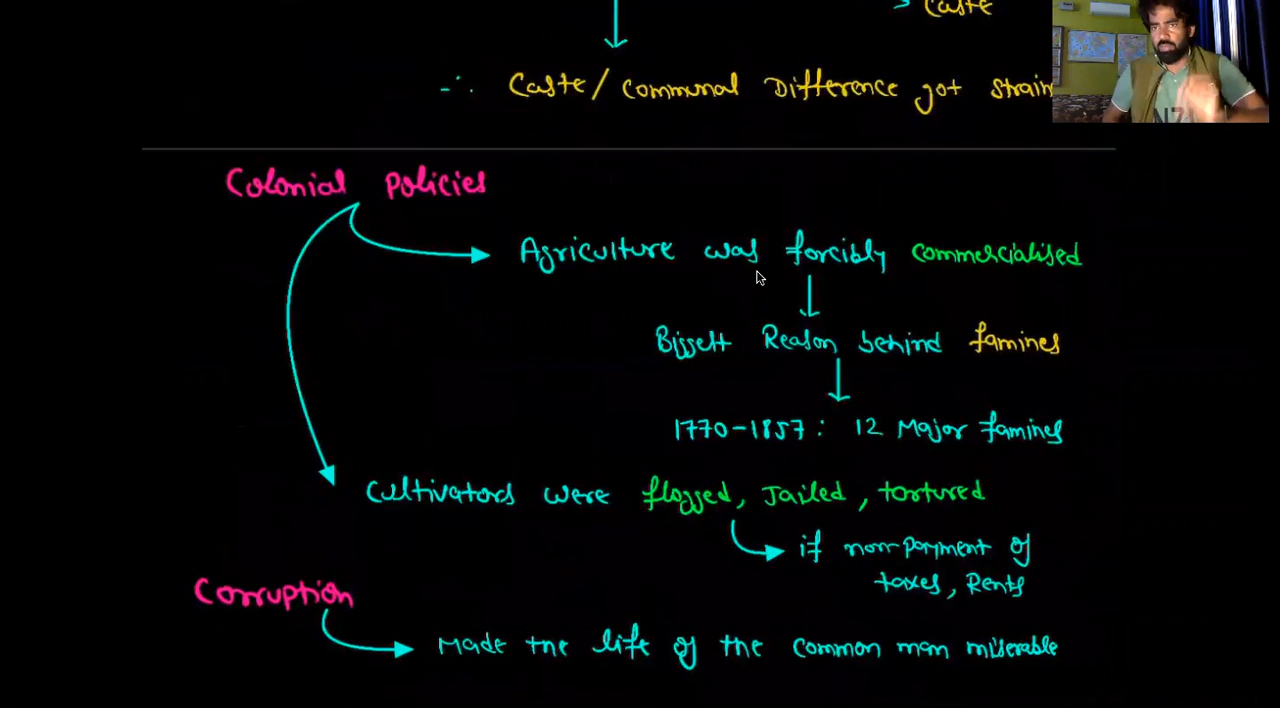 Caste
∴ Caste/Communal Difference got strain
Colonial Policies
Agriculture was forcibly commercialised
Biggest Reason behind famines
1770-1857: 12 Major famines
Cultivators were flogged, Jailed, tortured
if non payment of
taxes, Rents
Corruption
Made the life of the common man miserable